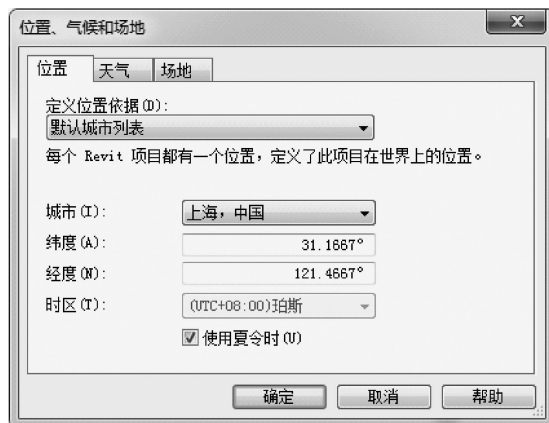 位置、气候和场地
位置 天气 场地
定义位置依据(D):
默认城市列表
每个 Revit 项目都有一个位置，定义了此项目在世界上的位置。
城市(I): 上海，中国
纬度(A): 31.1667°
经度(N): 121.4667°
时区(T): (UTC+08:00)珀斯
使用夏令时(U)
确定 取消 帮助